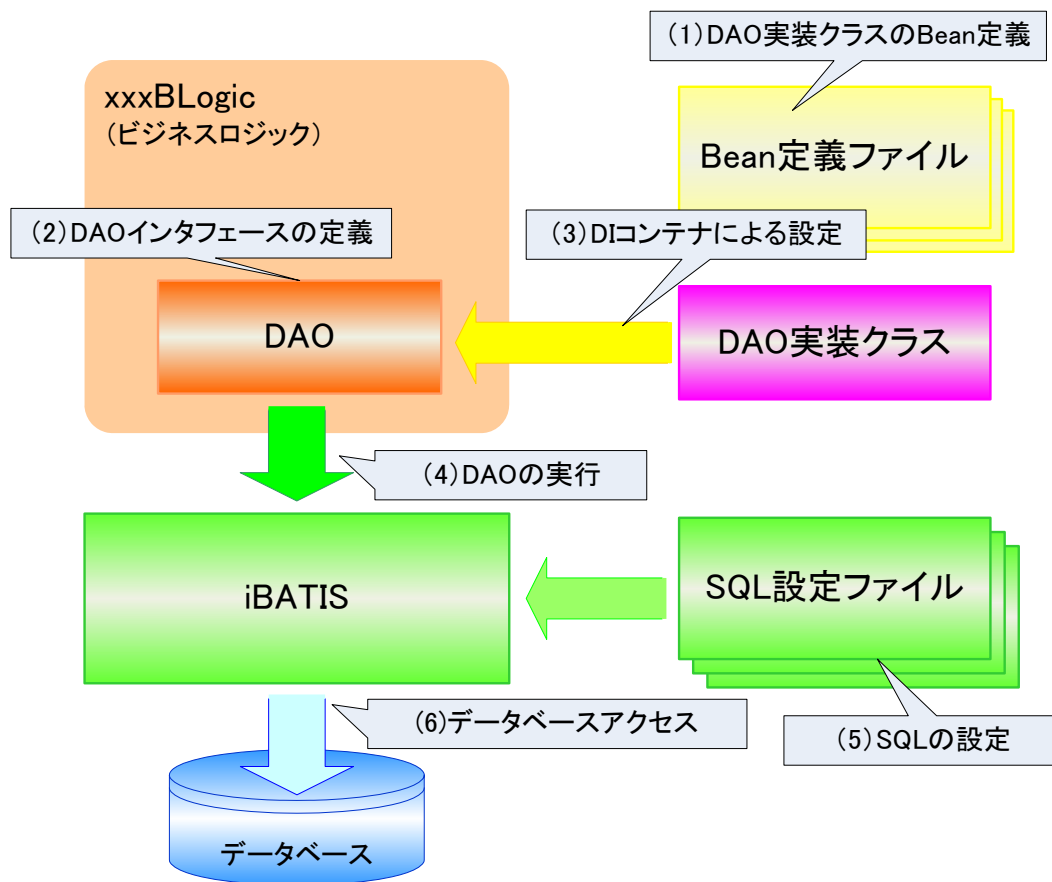 (1)DAO実装クラスのBean定義
xxxBLogic
(ビジネスロジック)
Bean定義ファイル
(2)DAOインタフェースの定義
(3)DIコンテナによる設定
DAO
DAO実装クラス
(4)DAOの実行
iBATIS
SQL設定ファイル
(6)データベースアクセス
(5)SQLの設定
データベース